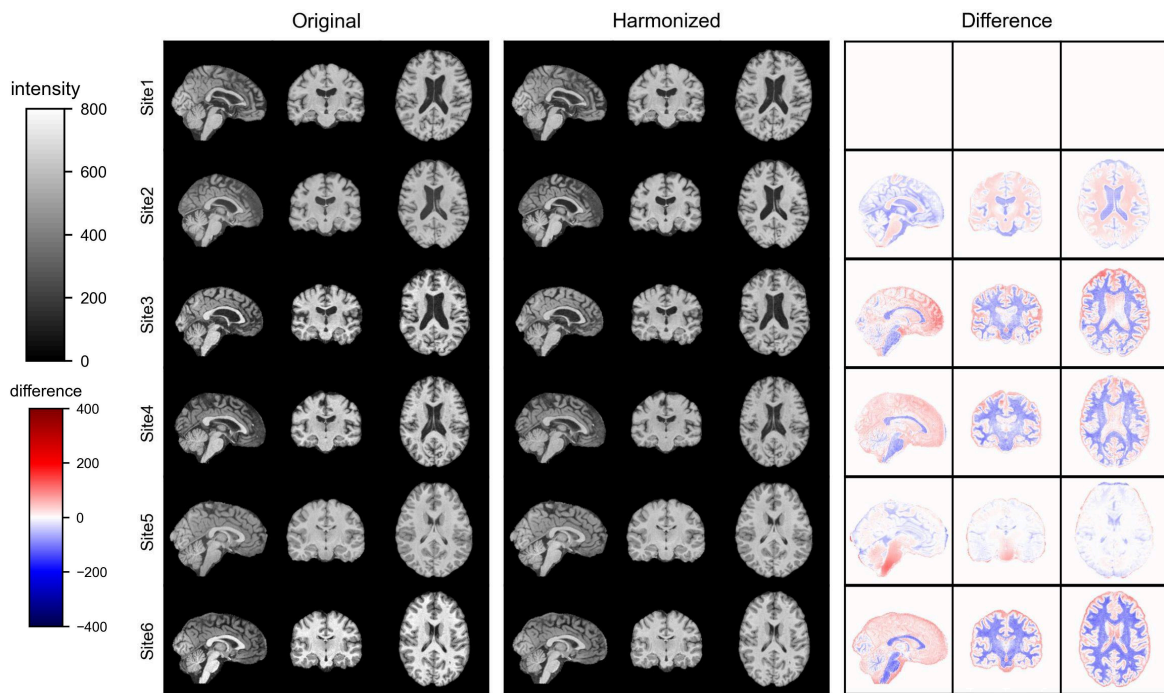 Original
Harmonized
Difference
intensity
800
600
400
200
0
difference
400
200
0
−200
−400
Site1
Site2
Site3
Site4
Site5
Site6